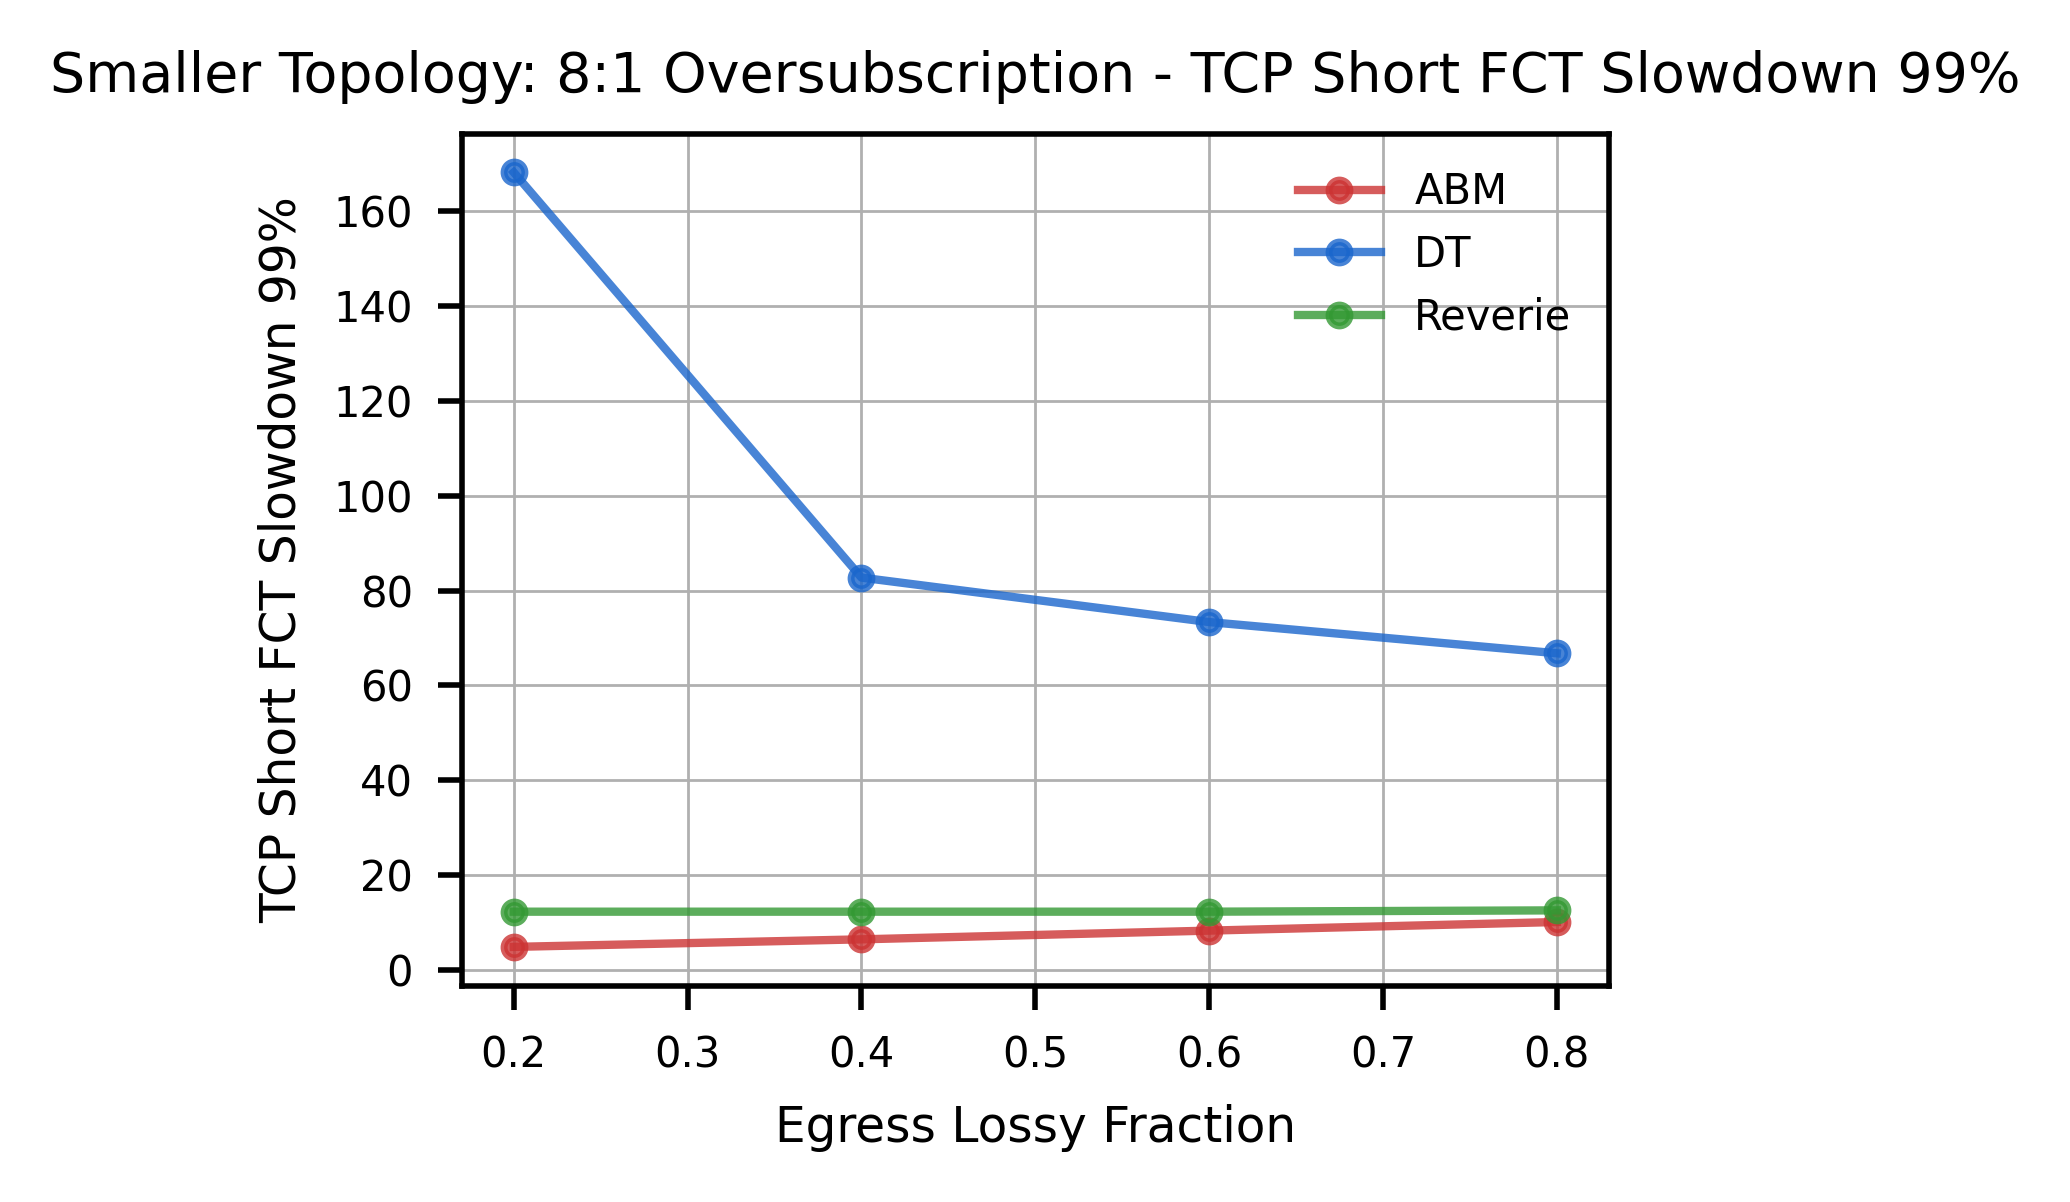 Smaller Topology: 8:1 Oversubscription - TCP Short FCT Slowdown 99%
TCP Short FCT Slowdown 99%
160
140
120
100
80
60
40
20
0
ABM
DT
Reverie
0.2 0.3 0.4 0.5 0.6 0.7 0.8
Egress Lossy Fraction